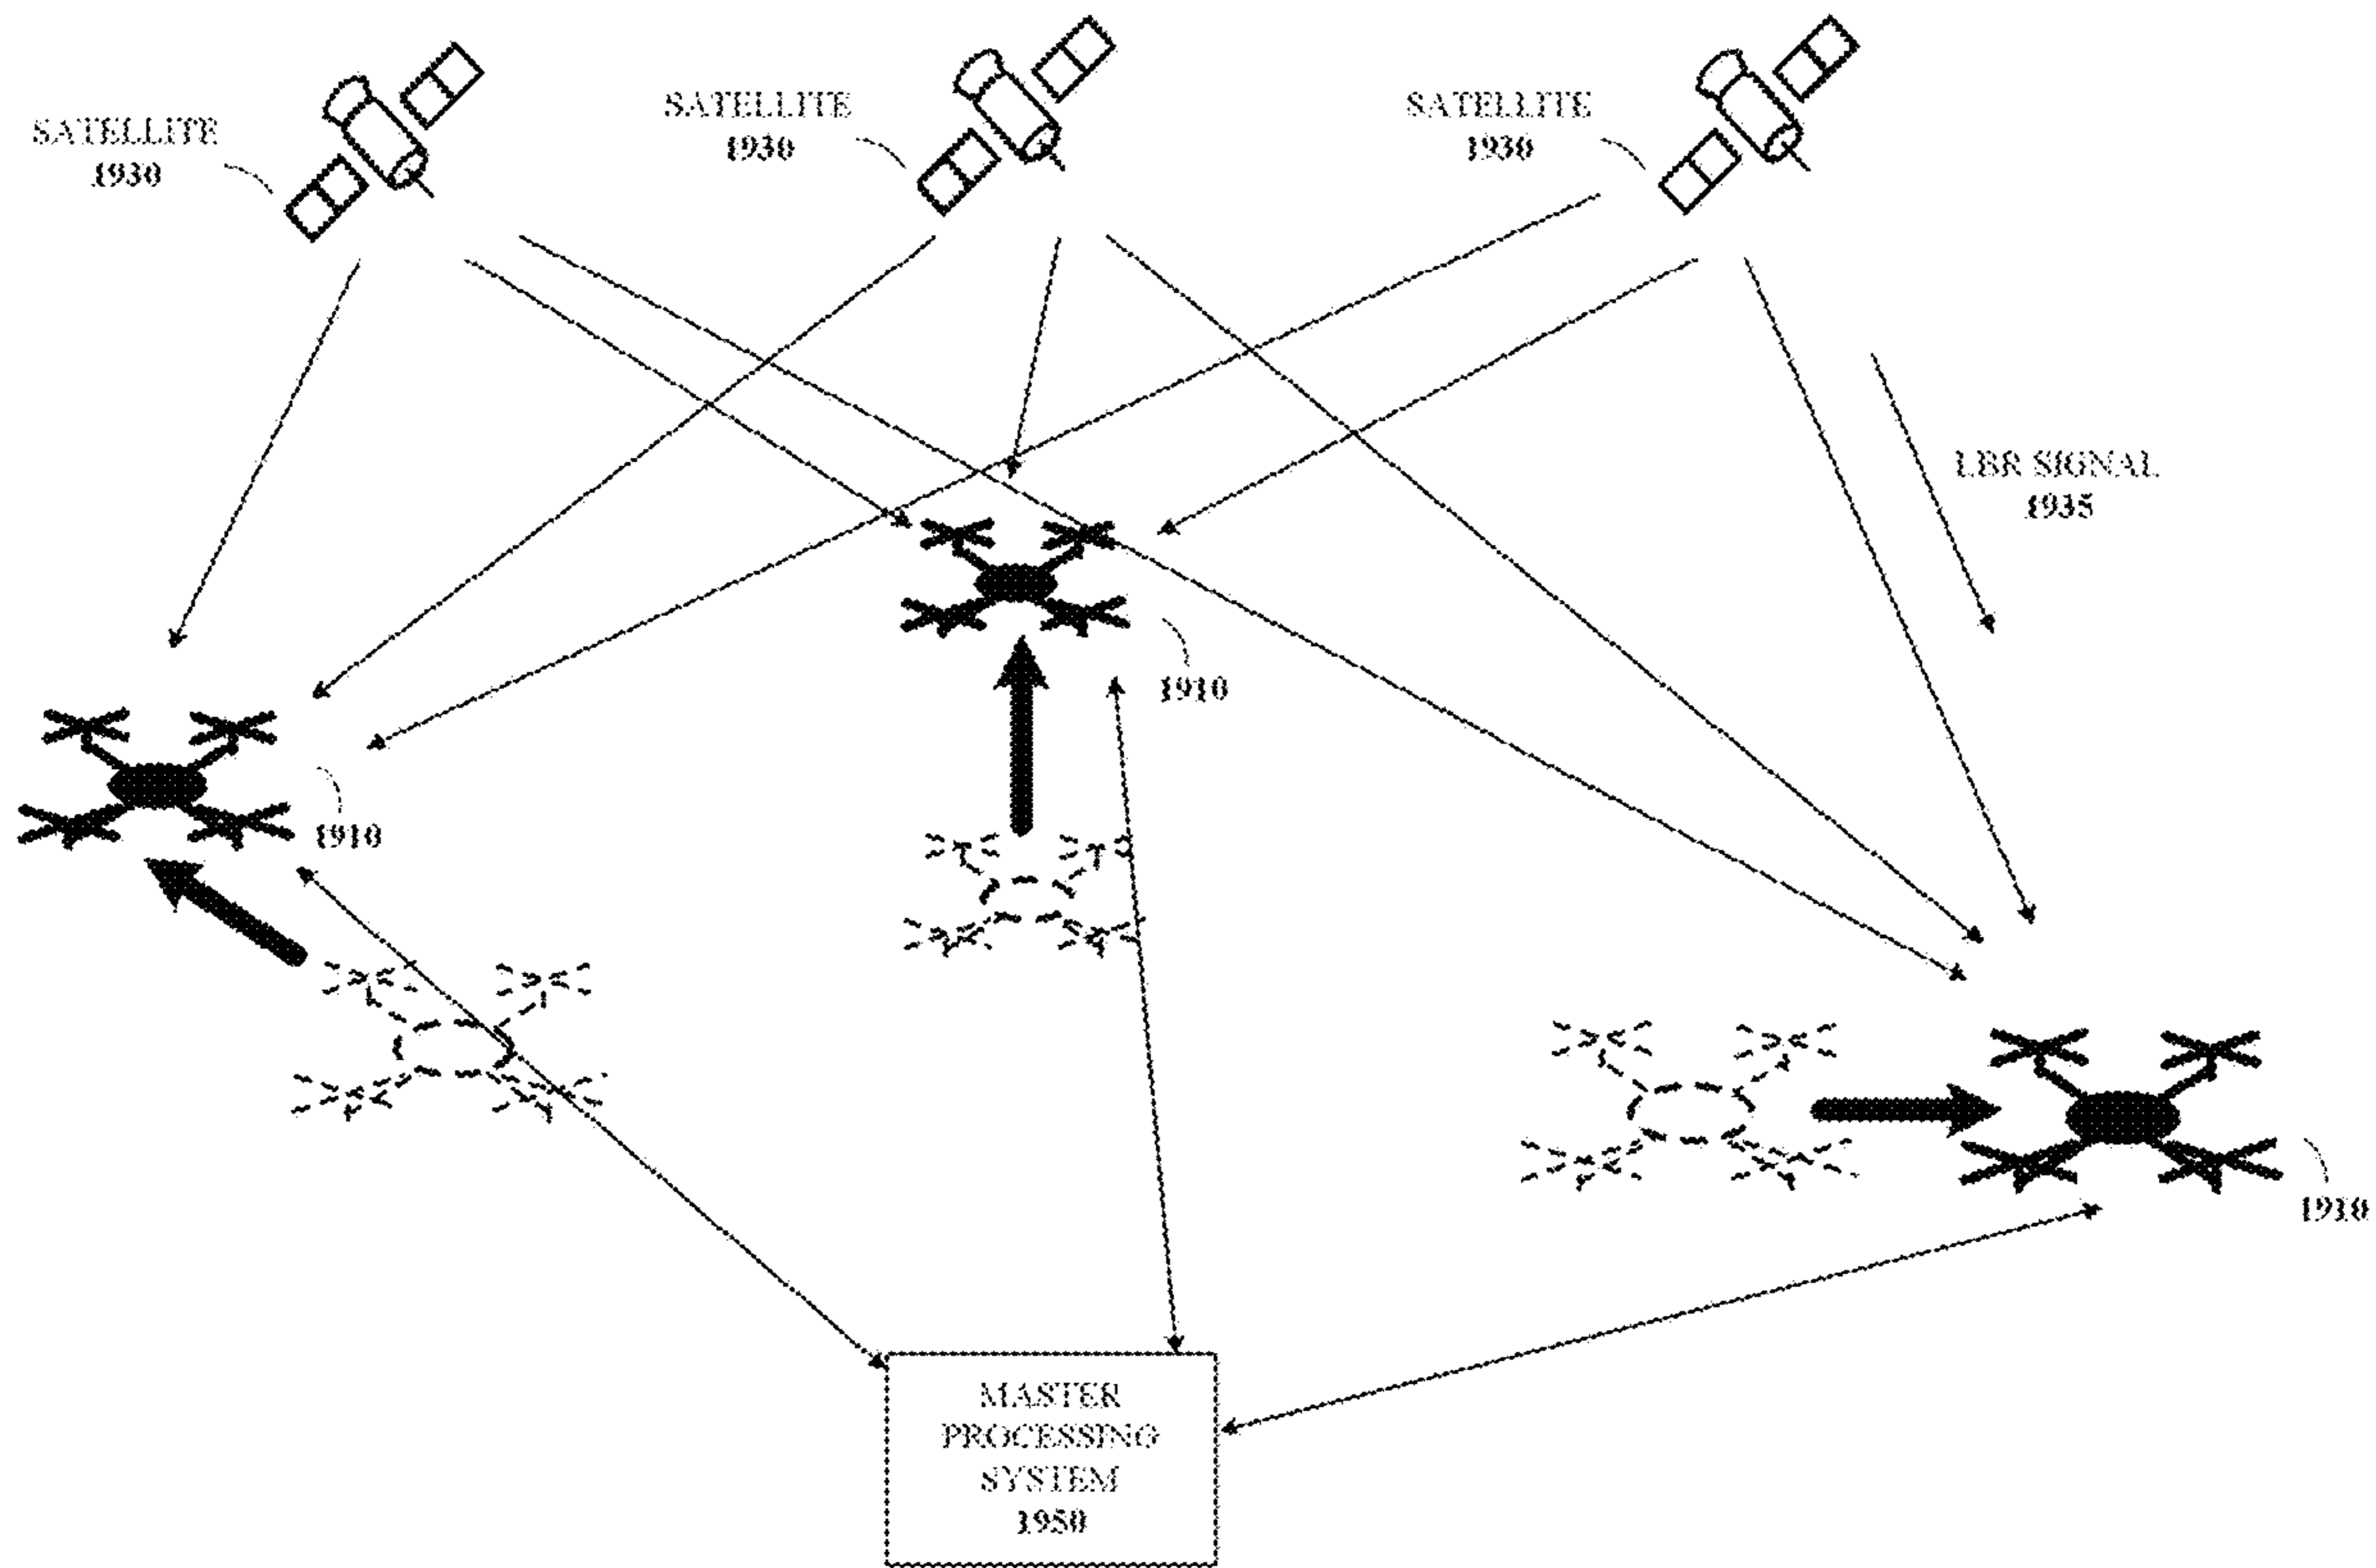 SATELLITE
1930
SATELLITE
1930
SATELLITE
1930
LBR SIGNAL
1935
1910
1910
1910
MASTER
PROCESSING
SYSTEM
1950